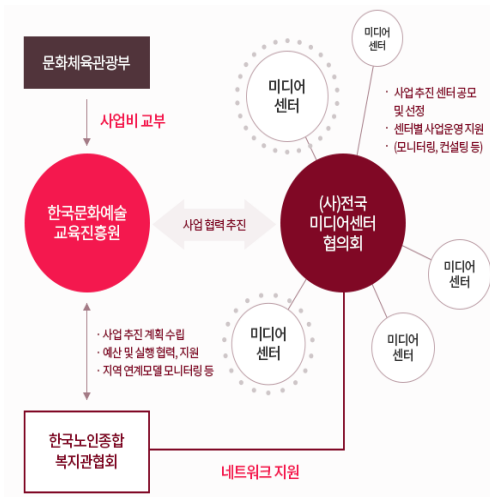 문화체육관광부
사업비 교부
한국문화예술
교육진흥원
사업 협력 추진
(사)전국
미디어센터
협의회
미디어
센터
미디어
센터
· 사업 추진 센터 공모
및 선정
· 센터별 사업운영 지원
· (모니터링, 컨설팅 등)
미디어
센터
미디어
센터
미디어
센터
· 사업 추진 계획 수립
· 예산 및 실행 협력, 지원
· 지역 연계모델 모니터링 등
한국노인종합
복지관협회
네트워크 지원